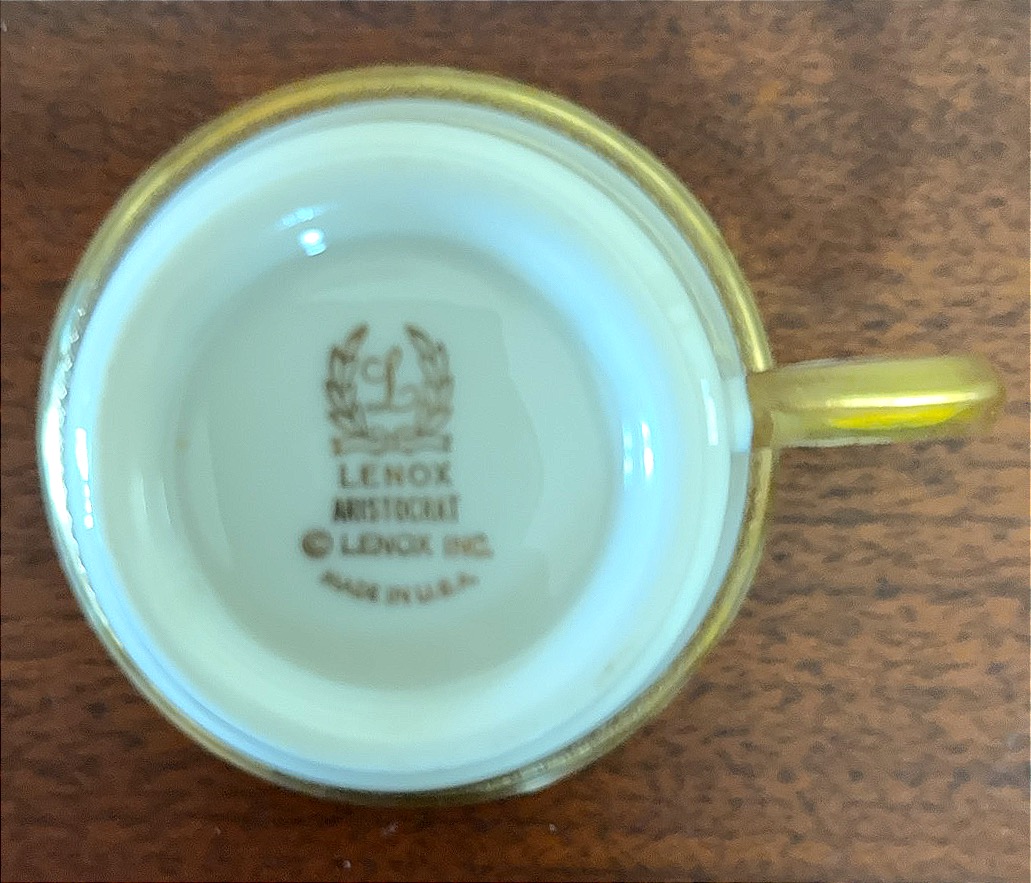 L
LENOX
ARISTOCRAT
© LENOX INC.
MADE IN U.S.A.